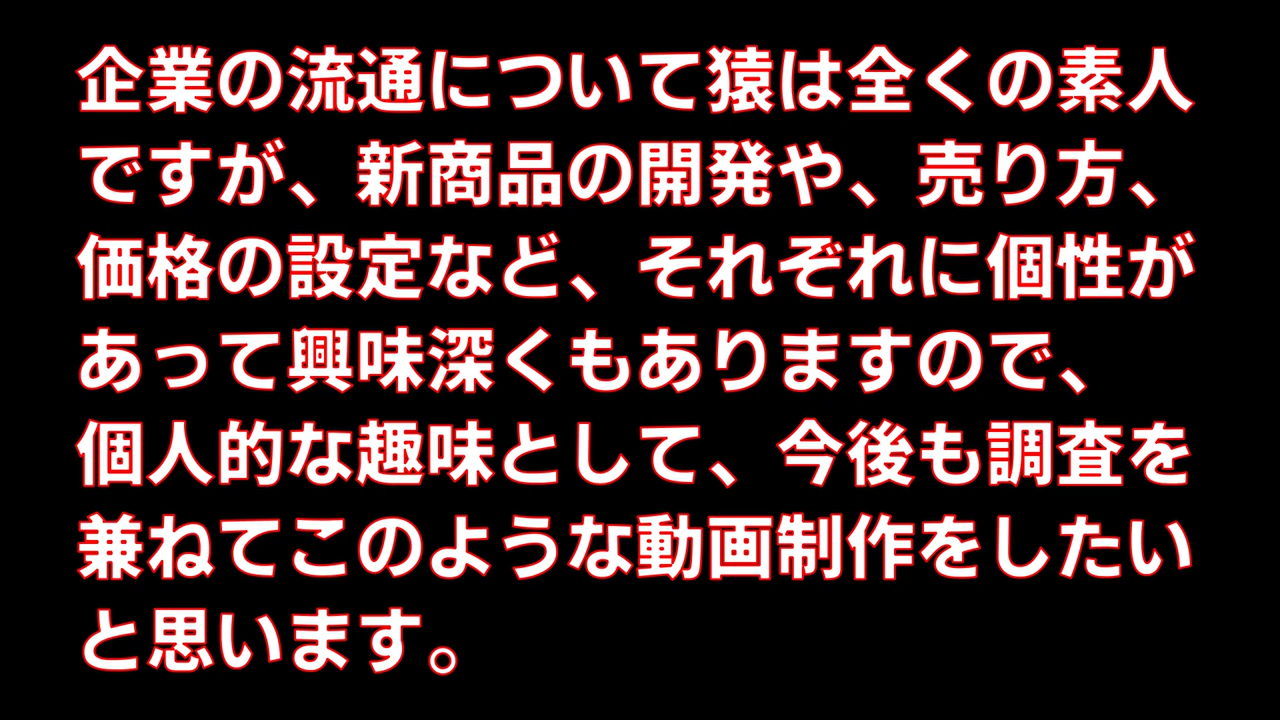 企業の流通について猿は全くの素人
ですが、新商品の開発や、売り方、
価格の設定など、それぞれに個性が
あって興味深くもありますので、
個人的な趣味として、今後も調査を
兼ねてこのような動画制作をしたい
と思います。